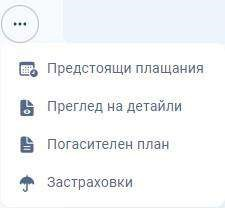 Предстоящи плащания
Преглед на детайли
Погасителен план
Застраховки